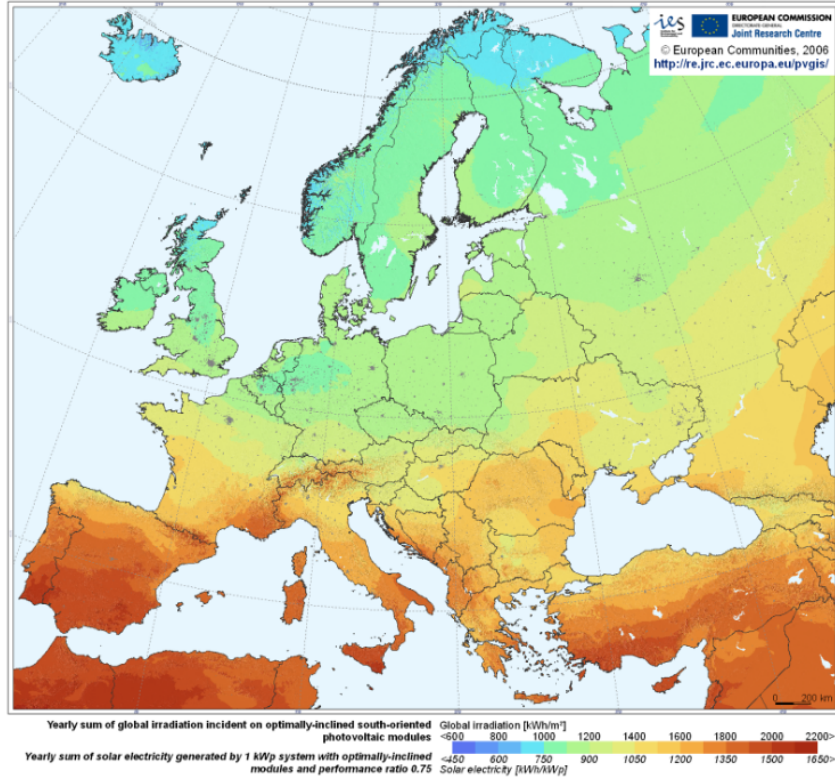 ies
EUROPEAN COMMISSION
DIRECTORATE GENERAL
Joint Research Centre
© European Communities, 2006
http://re.jrc.ec.europa.eu/pvgis/
0 200 km
Yearly sum of global irradiation incident on optimally-inclined south-oriented
photovoltaic modules
Yearly sum of solar electricity generated by 1 kWp system with optimally-inclined
modules and performance ratio 0.75
Global irradiation [kWh/m²]
<600 800 1000 1200 1400 1600 1800 2000 2200>
<450 600 750 900 1050 1200 1350 1500 1650>
Solar electricity [kWh/kWp]